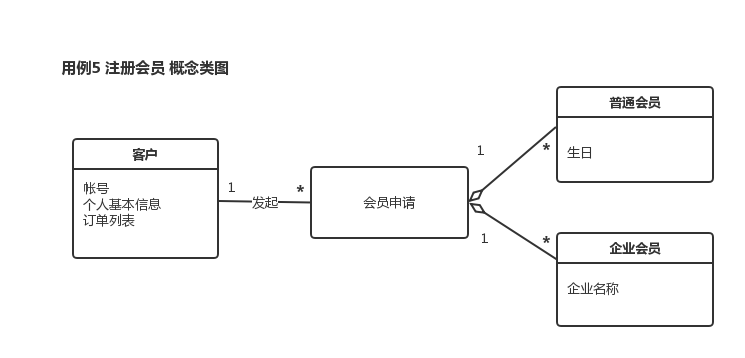 用例5 注册会员 概念类图
客户
帐号
个人基本信息
订单列表
1
发起
*
会员申请
1
*
普通会员
生日
1
*
企业会员
企业名称